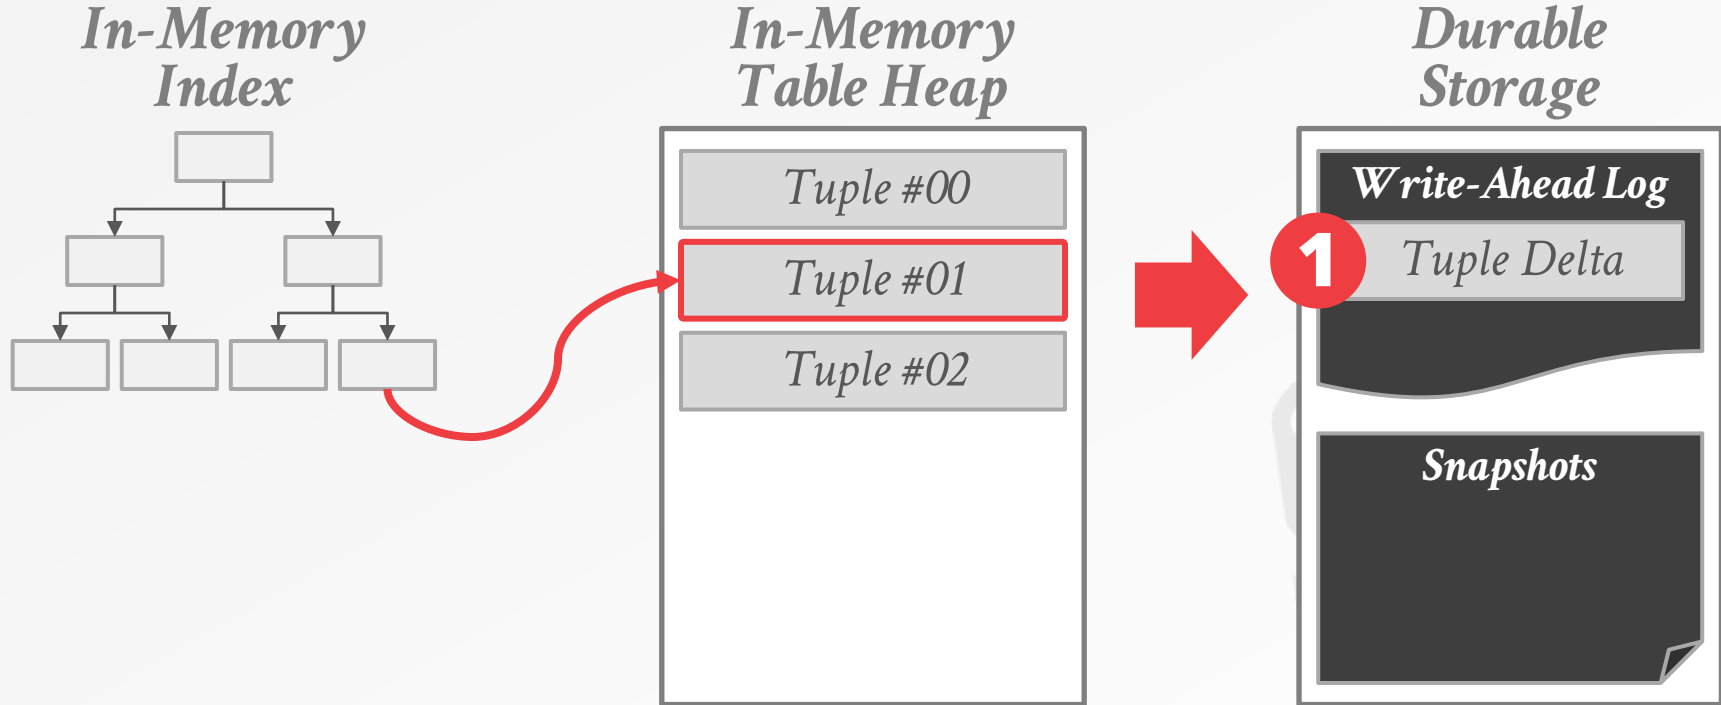 In-Memory
Index
In-Memory
Table Heap
Tuple #00
Tuple #01
Tuple #02
Durable
Storage
Write-Ahead Log
1
Tuple Delta
Snapshots